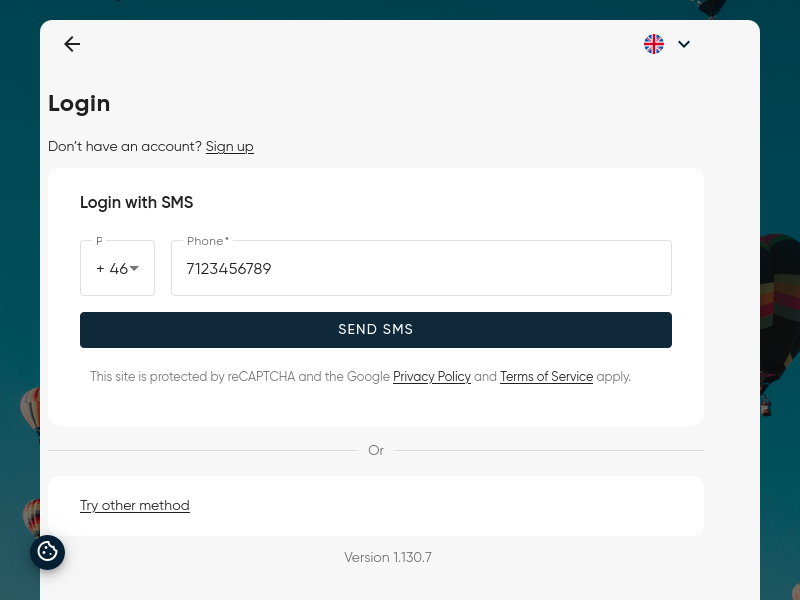 Login
Don't have an account? Sign up
Login with SMS
P
Phone*
+ 46
7123456789
SEND SMS
This site is protected by reCAPTCHA and the Google Privacy Policy and Terms of Service apply.
Or
Try other method
Version 1.130.7